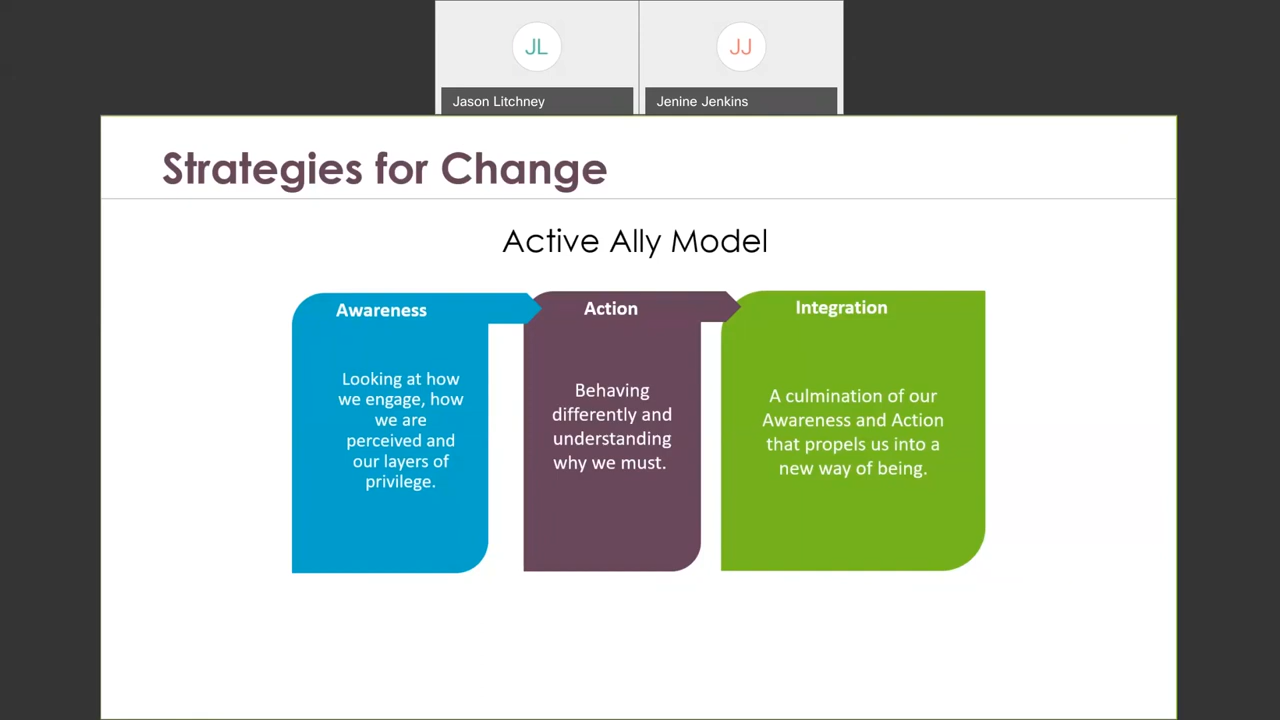 JL
JJ
Jason Litchney
Jenine Jenkins
Strategies for Change
Active Ally Model
Awareness
Looking at how
we engage, how
we are
perceived and
our layers of
privilege.
Action
Behaving
differently and
understanding
why we must.
Integration
A culmination of our
Awareness and Action
that propels us into a
new way of being.